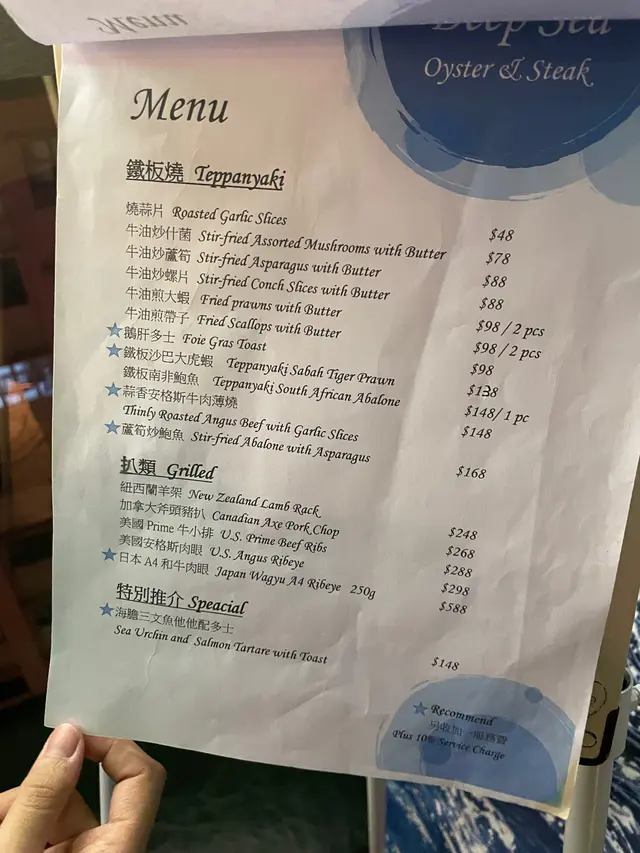 Menu
Deep Sea
Oyster & Steak
Menu
鐵板燒 Teppanyaki
燒蒜片 Roasted Garlic Slices $48
牛油炒什菌 Stir-fried Assorted Mushrooms with Butter $78
牛油炒蘆筍 Stir-fried Asparagus with Butter $88
牛油炒螺片 Stir-fried Conch Slices with Butter $88
牛油煎大蝦 Fried prawns with Butter $98 / 2 pcs
牛油煎帶子 Fried Scallops with Butter $98 / 2 pcs
鵝肝多士 Foie Gras Toast $98
鐵板沙巴大虎蝦 Teppanyaki Sabah Tiger Prawn $138
鐵板南非鮑魚 Teppanyaki South African Abalone $148/ 1 pc
蒜香安格斯牛肉薄燒
Thinly Roasted Angus Beef with Garlic Slices $148
蘆筍炒鮑魚 Stir-fried Abalone with Asparagus $168
扒類 Grilled
紐西蘭羊架 New Zealand Lamb Rack $248
加拿大斧頭豬扒 Canadian Axe Pork Chop $268
美國 Prime 牛小排 U.S. Prime Beef Ribs $288
美國安格斯肉眼 U.S. Angus Ribeye $298
日本 A4 和牛肉眼 Japan Wagyu A4 Ribeye 250g $588
特別推介 Speacial
海膽三文魚他他配多士
Sea Urchin and Salmon Tartare with Toast $148
Recommend
另收加一服務費
Plus 10% Service Charge